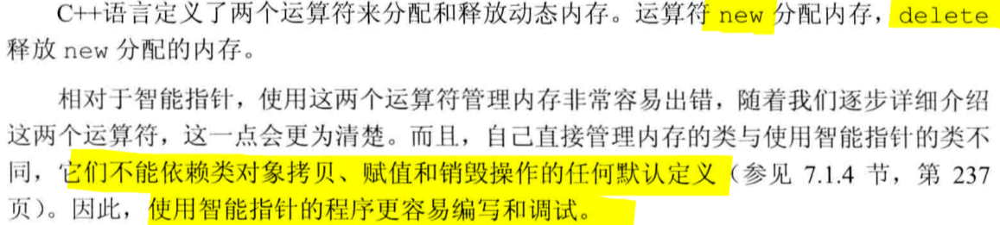 C++语言定义了两个运算符来分配和释放动态内存。运算符 new 分配内存，delete
释放 new 分配的内存。
相对于智能指针，使用这两个运算符管理内存非常容易出错，随着我们逐步详细介绍
这两个运算符，这一点会更为清楚。而且，自己直接管理内存的类与使用智能指针的类不
同，它们不能依赖类对象拷贝、赋值和销毁操作的任何默认定义（参见 7.1.4 节，第 237
页）。因此，使用智能指针的程序更容易编写和调试。